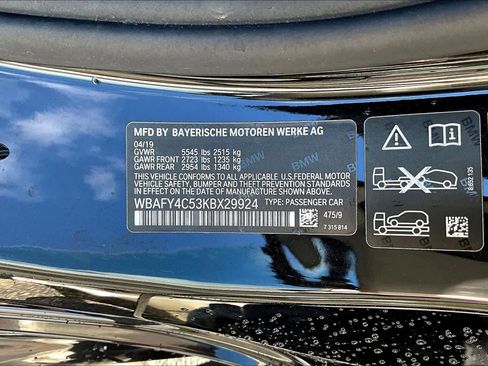 MFD BY BAYERISCHE MOTOREN WERKE AG
04/19
GVWR 5545 lbs 2515 kg
GAWR FRONT 2723 lbs 1235 kg
GAWR REAR 2954 lbs 1340 kg
THIS VEHICLE CONFORMS TO ALL APPLICABLE U.S.FEDERAL MOTOR
VEHICLE SAFETY, BUMPER, AND THEFT PREVENTION STANDARDS
IN EFFECT ON THE DATE OF MANUFACTURE SHOWN ABOVE.
WBAFY4C53KBX29924 TYPE: PASSENGER CAR
475/9
7 315 814
BMW
BMW
BMW